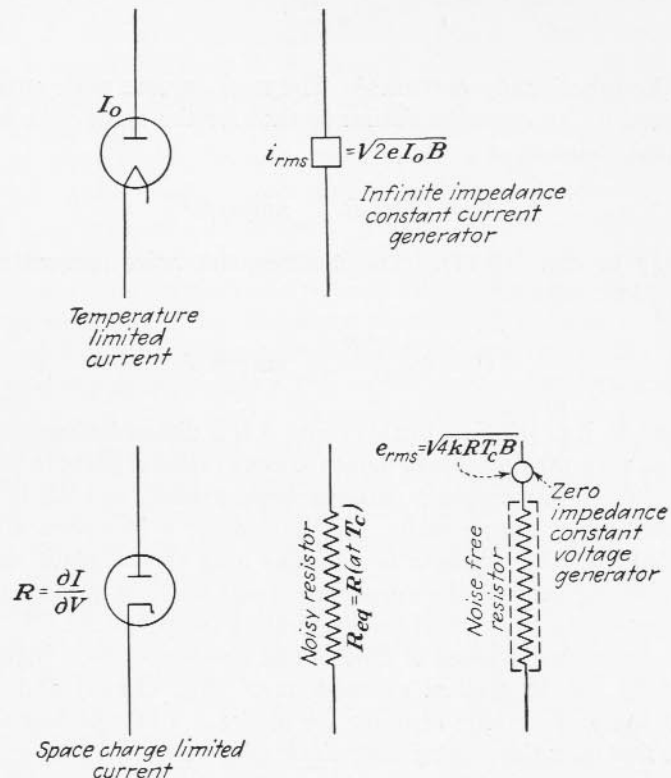 I₀
i_rms = √2eI₀B
Infinite impedance
constant current
generator
Temperature
limited
current
e_rms = √4kRT_cB
Zero
impedance
constant
voltage
generator
R = ∂I/∂V
Noisy resistor
R_eq = R (at T_c)
Noise free
resistor
Space charge limited
current